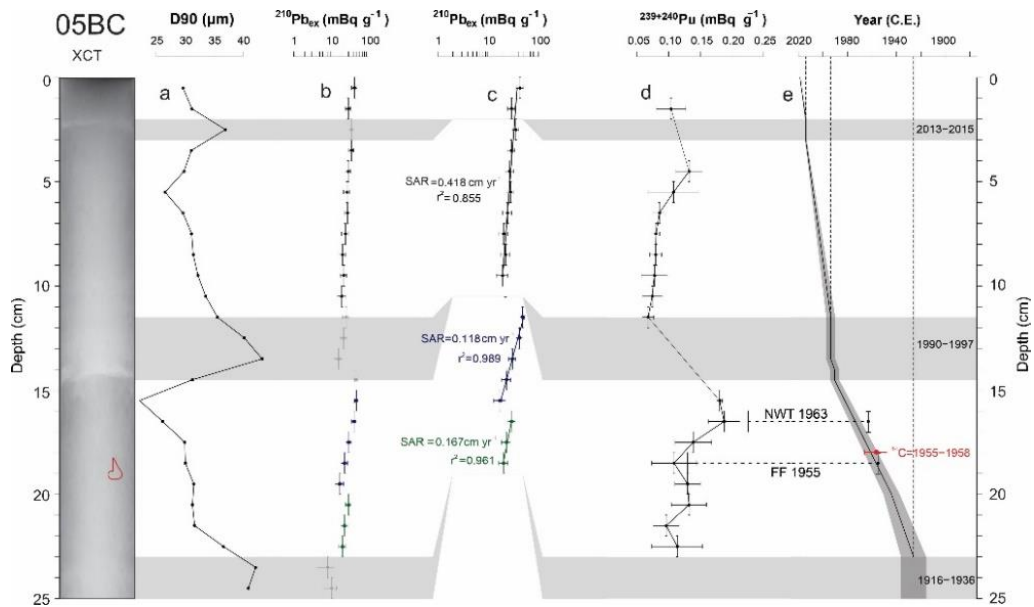 05BC
XCT
D90 (µm)
25 30 35 40
²¹⁰Pbₑₓ mBq g⁻¹
1 10 100
²¹⁰Pbₑₓ mBq g⁻¹
10 100
²³⁹⁺²⁴⁰Pu mBq g⁻¹
0.05 0.10 0.15 0.20 0.25
Year (C.E.)
2020 1980 1940 1900
Depth (cm)
0
5
10
15
20
25
a
b
c
d
e
SAR=0.418 cm yr⁻
r²=0.855
SAR=0.118cm yr⁻
r²=0.989
SAR=0.167cm yr⁻
r²=0.961
NWT 1963
FF 1955
¹⁴C=1955−1958
2013−2015
1990−1997
1916−1936
0
5
10
15
20
25
Depth (cm)